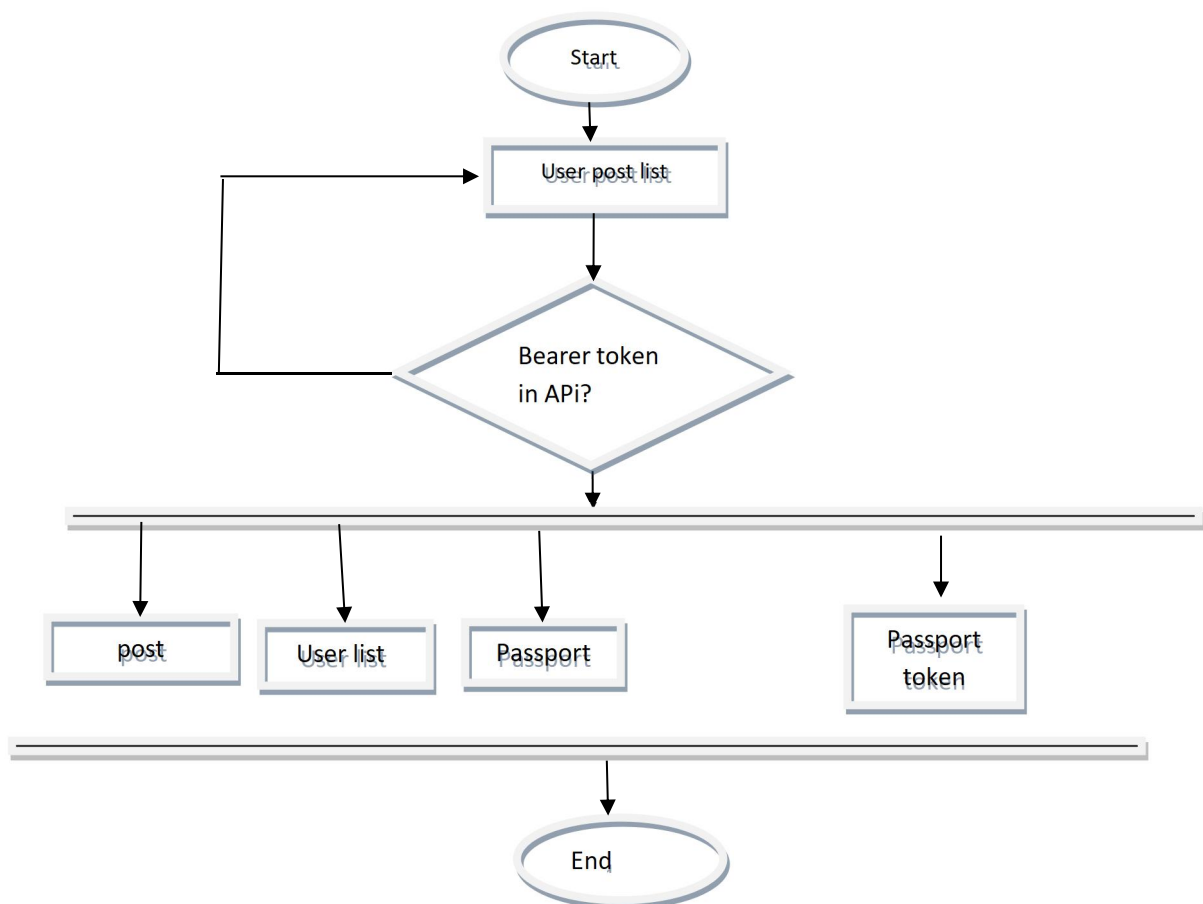 Start
User post list
Bearer token
in APi?
post
User list
Passport
Passport
token
End